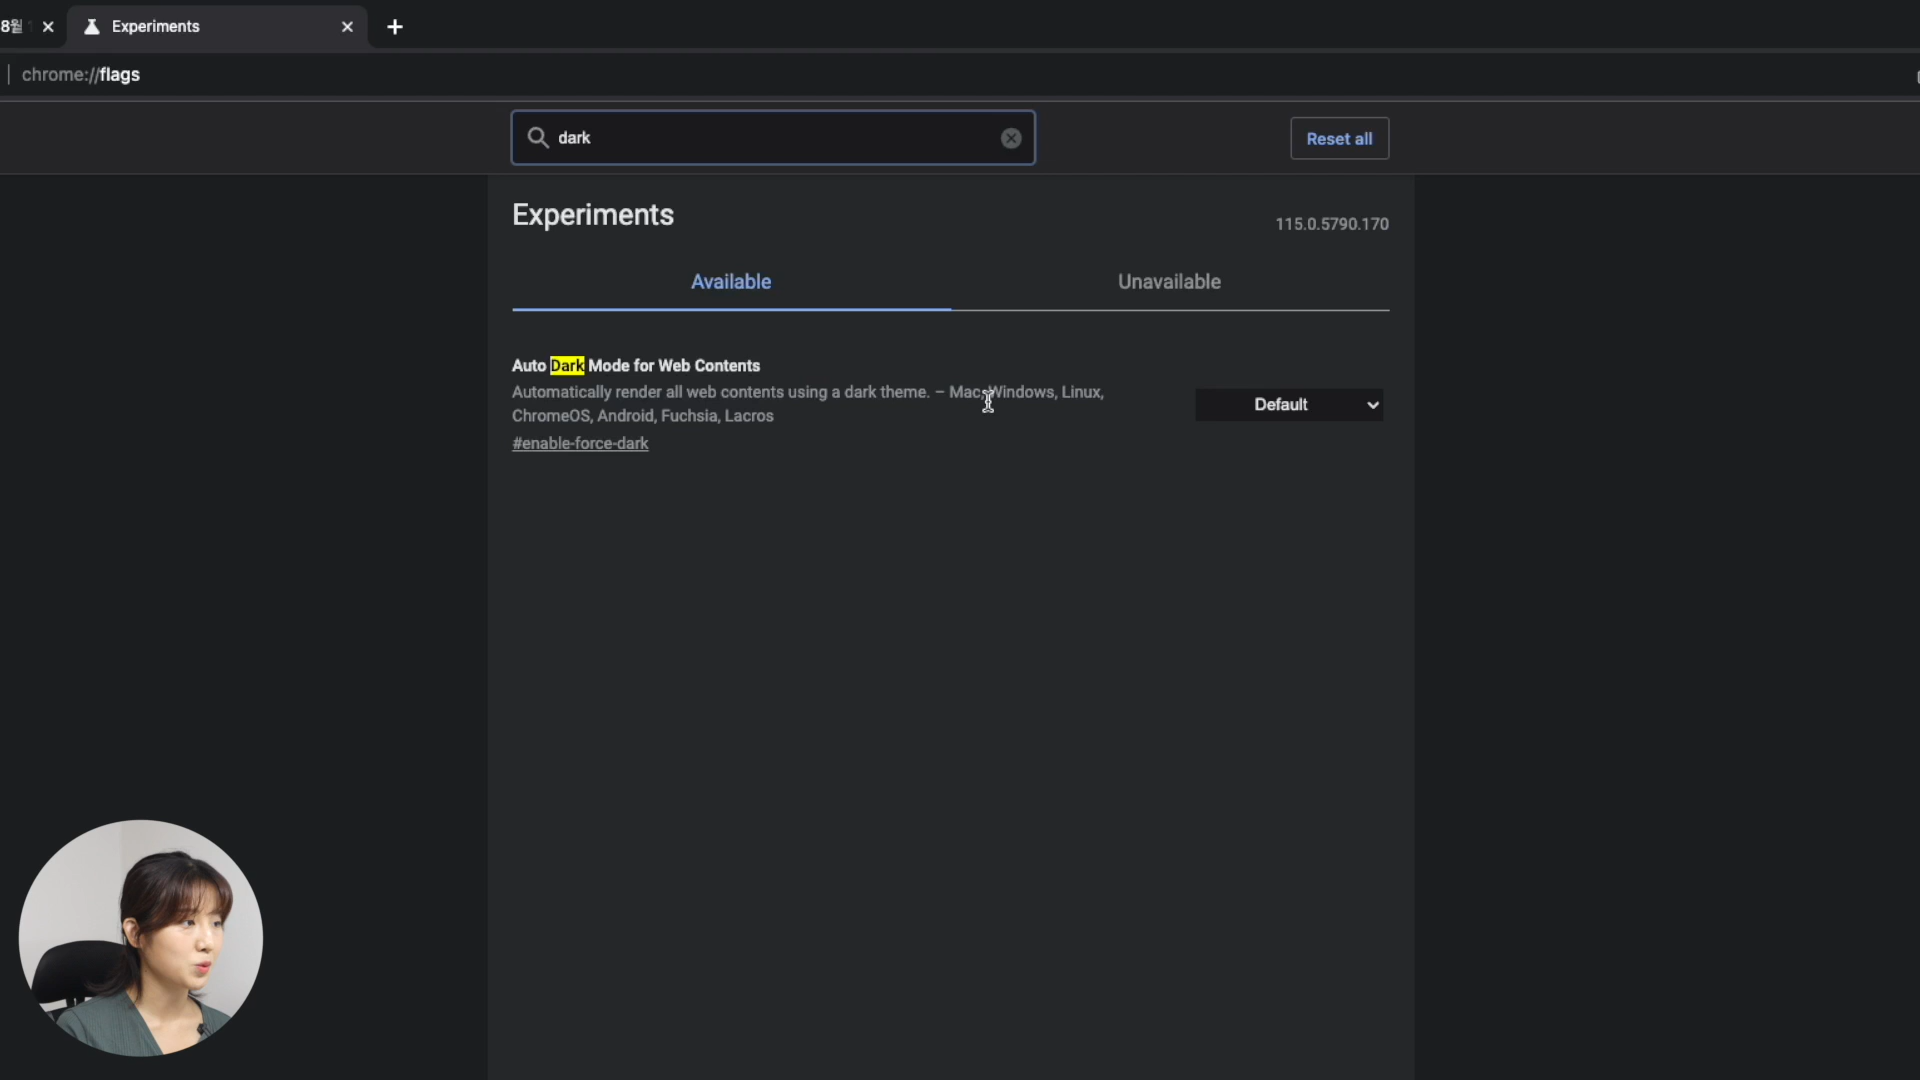 8월
Experiments
chrome://flags
dark
Reset all
Experiments
115.0.5790.170
Available
Unavailable
Auto Dark Mode for Web Contents
Automatically render all web contents using a dark theme. – Mac, Windows, Linux,
ChromeOS, Android, Fuchsia, Lacros
#enable-force-dark
Default